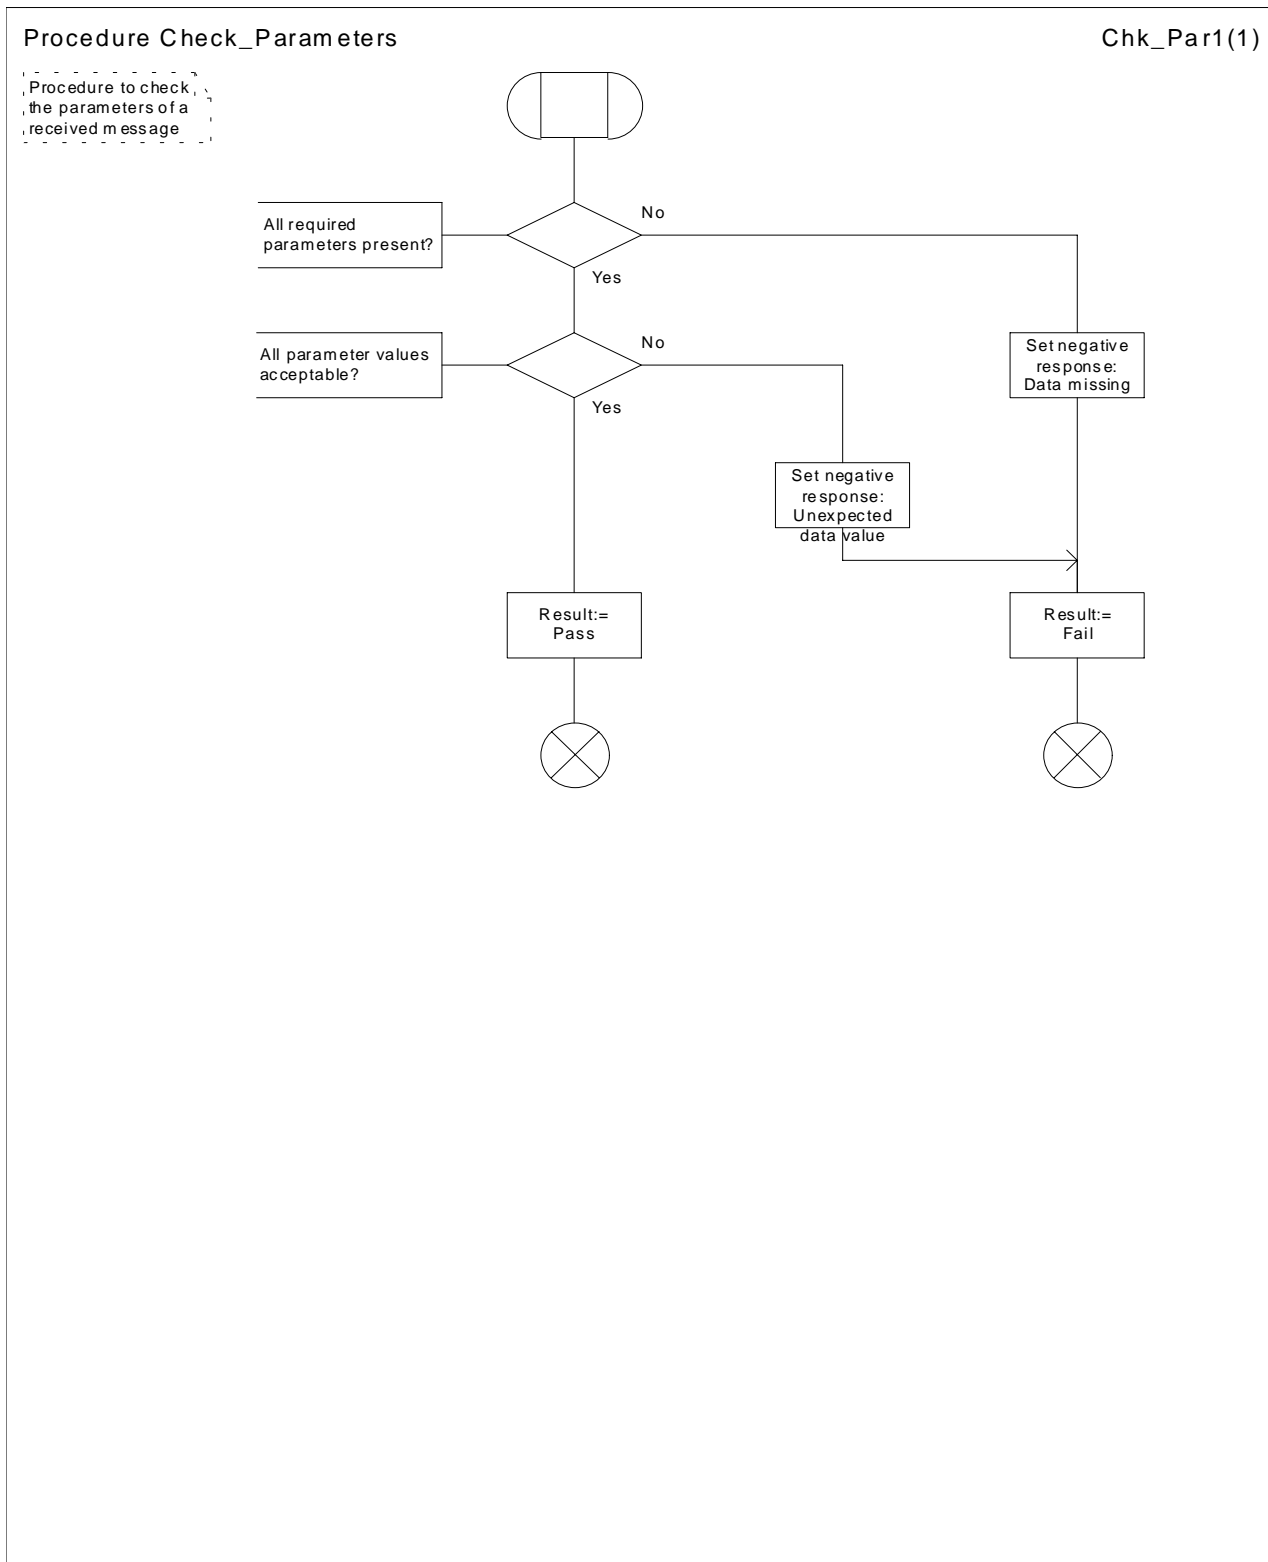 Procedure Check_Parameters
Chk_Par1(1)
Procedure to check
the parameters of a
received message
All required
parameters present?
No
Yes
All parameter values
acceptable?
No
Yes
Set negative
response:
Data missing
Set negative
response:
Unexpected
data value
Result:=
Pass
Result:=
Fail